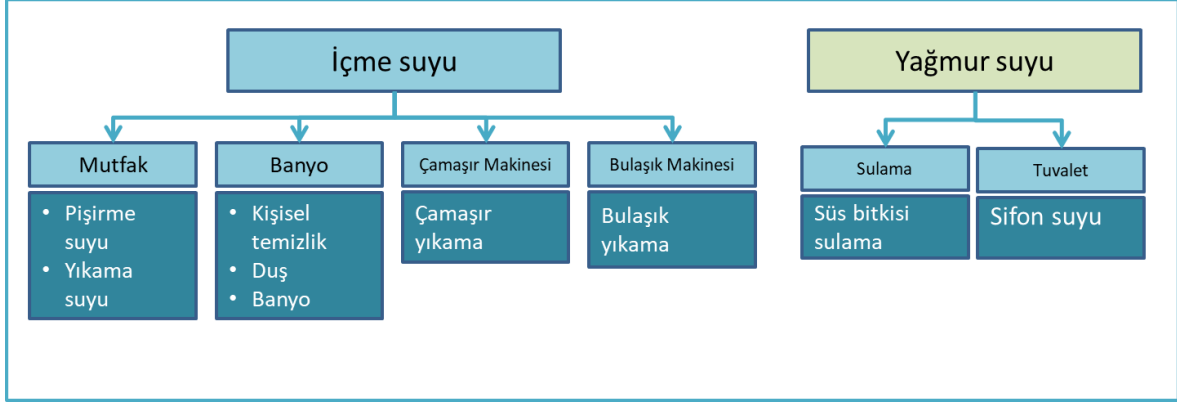 İçme suyu
Mutfak
• Pişirme
suyu
• Yıkama
suyu
Banyo
• Kişisel
temizlik
• Duş
• Banyo
Çamaşır Makinesi
Çamaşır
yıkama
Bulaşık Makinesi
Bulaşık
yıkama
Yağmur suyu
Sulama
Süs bitkisi
sulama
Tuvalet
Sifon suyu